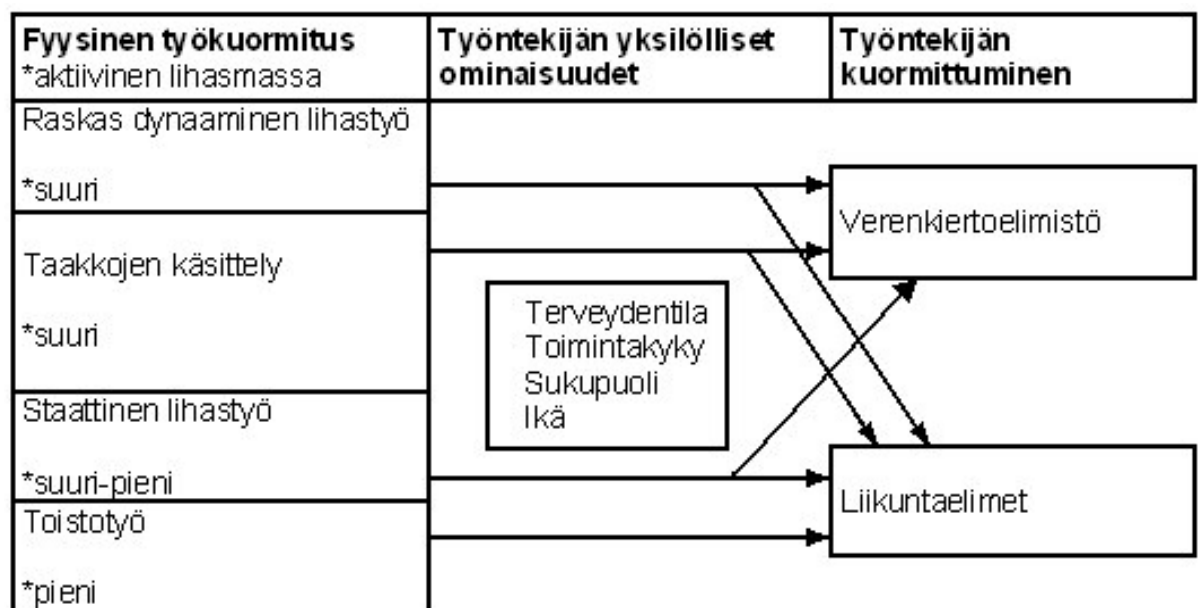 Fyysinen työkuormitus
*aktiivinen lihasmassa
Työntekijän yksilölliset
ominaisuudet
Työntekijän
kuormittuminen
Raskas dynaaminen lihastyö
*suuri
Taakkojen käsittely
*suuri
Staattinen lihastyö
*suuri-pieni
Toistotyö
*pieni
Terveydentila
Toimintakyky
Sukupuoli
Ikä
Verenkiertoelimistö
Liikuntaelimet